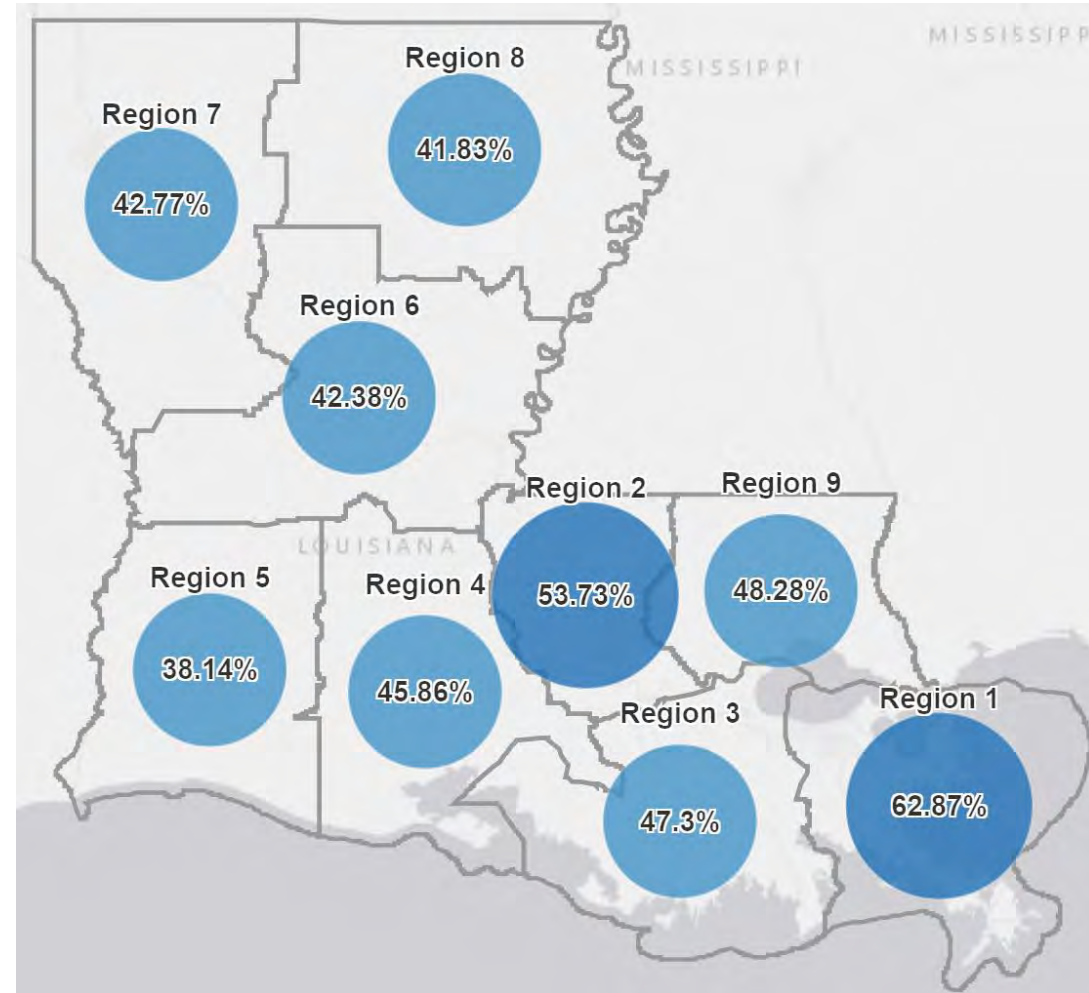 MISSISSIPP
Region 8
MISSISSIPPI
41.83%
Region 7
42.77%
Region 6
42.38%
Region 2
Region 9
LOUISIANA
Region 5
Region 4
53.73%
48.28%
38.14%
45.86%
Region 3
Region 1
47.3%
62.87%